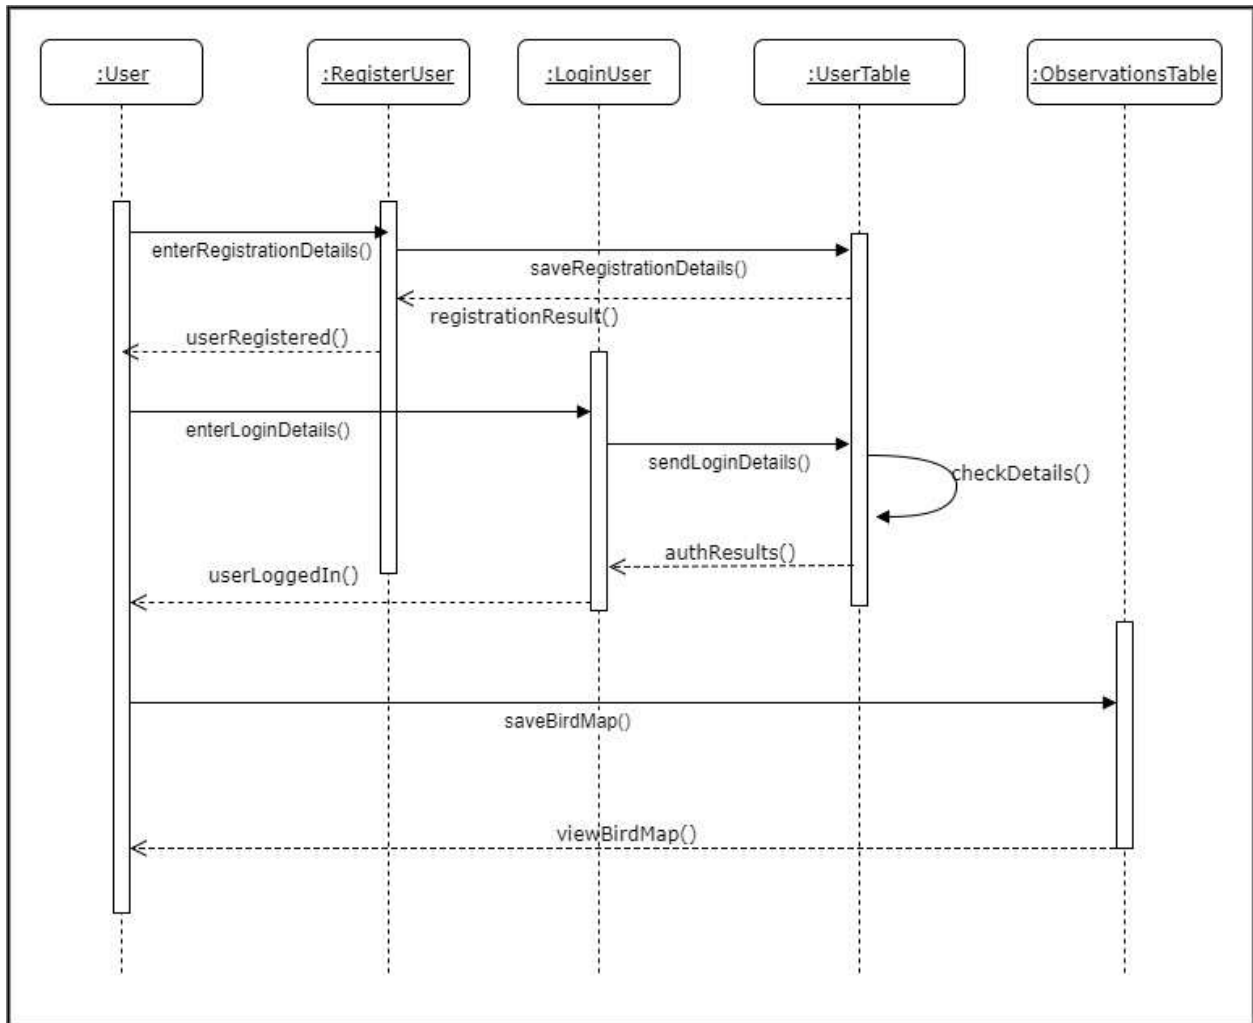 :User
:RegisterUser
:LoginUser
:UserTable
:ObservationsTable
enterRegistrationDetails()
saveRegistrationDetails()
registrationResult()
userRegistered()
enterLoginDetails()
sendLoginDetails()
checkDetails()
authResults()
userLoggedIn()
saveBirdMap()
viewBirdMap()